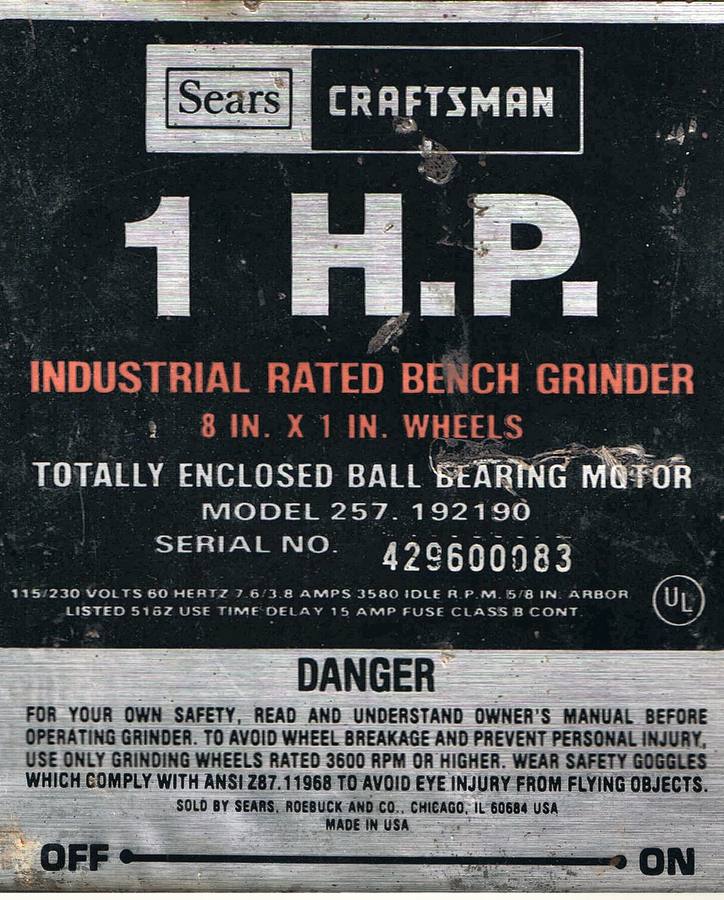 Sears CRAFTSMAN
1 H.P.
INDUSTRIAL RATED BENCH GRINDER
8 IN. X 1 IN. WHEELS
TOTALLY ENCLOSED BALL BEARING MOTOR
MODEL 257. 192190
SERIAL NO. 429600083
115/230 VOLTS 60 HERTZ 7.6/3.8 AMPS 3580 IDLE R.P.M. 5/8 IN. ARBOR
LISTED 516Z USE TIME DELAY 15 AMP FUSE CLASS B CONT.
UL
DANGER
FOR YOUR OWN SAFETY, READ AND UNDERSTAND OWNER'S MANUAL BEFORE
OPERATING GRINDER. TO AVOID WHEEL BREAKAGE AND PREVENT PERSONAL INJURY,
USE ONLY GRINDING WHEELS RATED 3600 RPM OR HIGHER. WEAR SAFETY GOGGLES
WHICH COMPLY WITH ANSI Z87.11968 TO AVOID EYE INJURY FROM FLYING OBJECTS.
SOLD BY SEARS, ROEBUCK AND CO., CHICAGO, IL 60684 USA
MADE IN USA
OFF ON